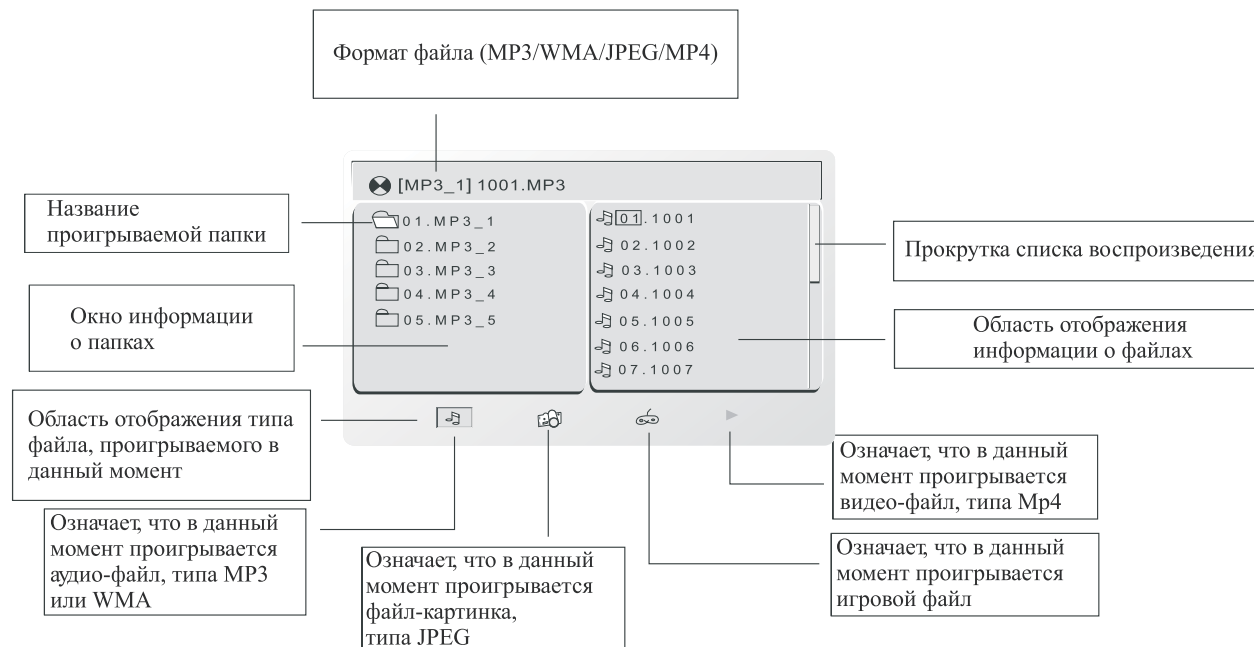 Формат файла (MP3/WMA/JPEG/MP4)
[MP3_1] 1001.MP3
Название
проигрываемой папки
01.MP3_1
02.MP3_2
03.MP3_3
04.MP3_4
05.MP3_5
01.1001
02.1002
03.1003
04.1004
05.1005
06.1006
07.1007
Прокрутка списка воспроизведения
Окно информации
о папках
Область отображения
информации о файлах
Область отображения типа
файла, проигрываемого в
данный момент
Означает, что в данный
момент проигрывается
аудио-файл, типа MP3
или WMA
Означает, что в данный
момент проигрывается
файл-картинка,
типа JPEG
Означает, что в данный
момент проигрывается
видео-файл, типа Mp4
Означает, что в данный
момент проигрывается
игровой файл